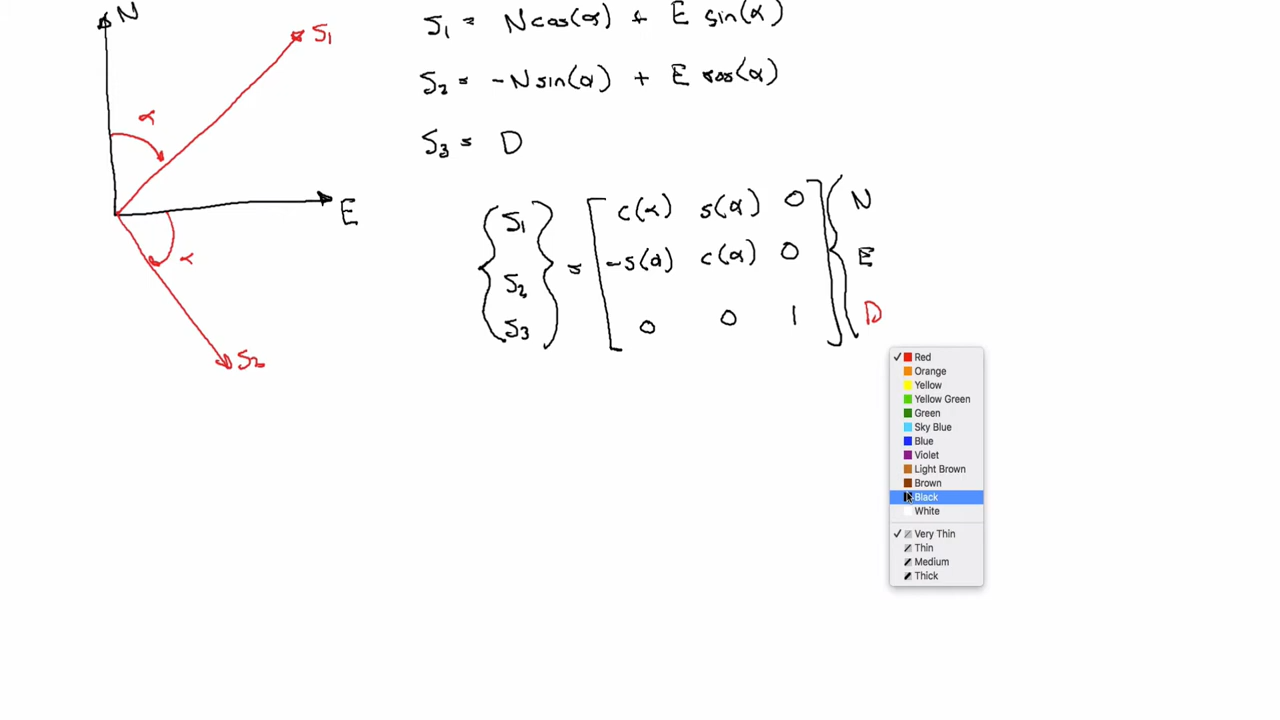 N
S₁
α
E
α
S₂
S₁ = N cos(α) + E sin(α)
S₂ = -N sin(α) + E cos(α)
S₃ = D
{ S₁ S₂ S₃ } = [ c(α) s(α) 0 ] { N
-s(α) c(α) 0 E
0 0 1 D
✓ Red
Orange
Yellow
Yellow Green
Green
Sky Blue
Blue
Violet
Light Brown
Brown
Black
White
✓ Very Thin
Thin
Medium
Thick